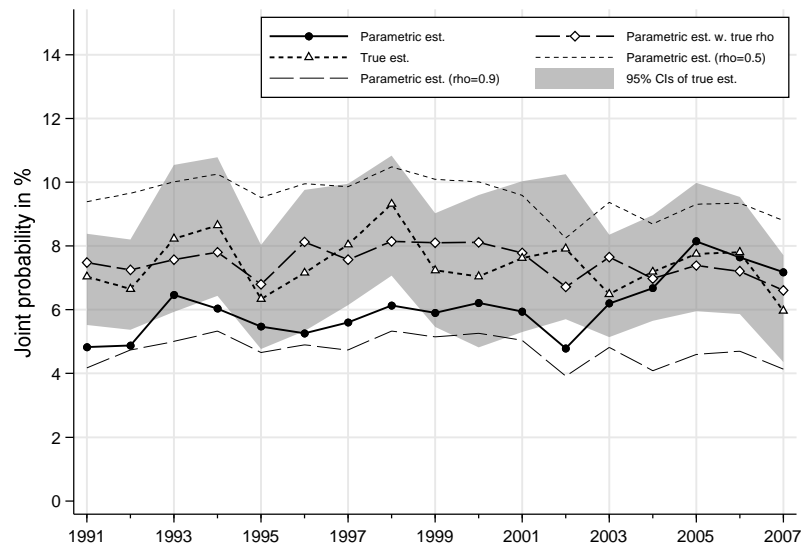 Parametric est.
Parametric est. w. true rho
True est.
Parametric est. (rho=0.5)
Parametric est. (rho=0.9)
95% CIs of true est.
Joint probability in %
14
12
10
8
6
4
2
0
1991 1993 1995 1997 1999 2001 2003 2005 2007